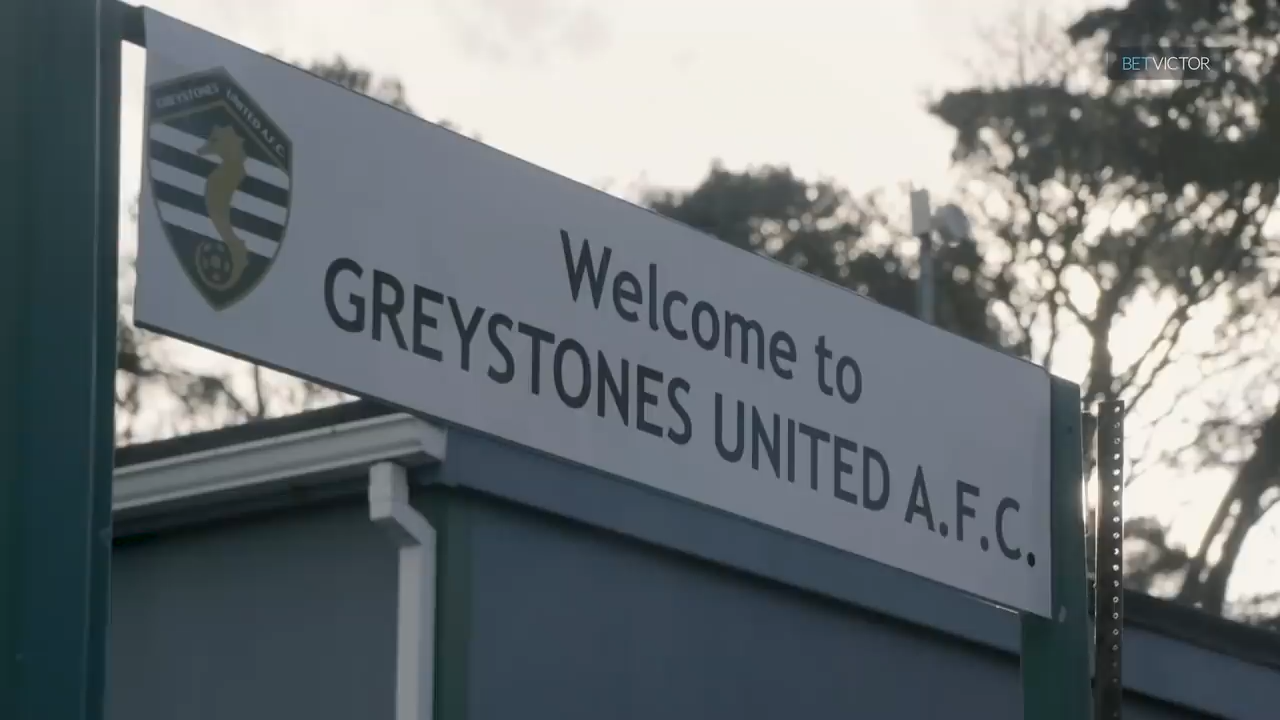 BETVICTOR
GREYSTONES UNITED A.F.C
Welcome to
GREYSTONES UNITED A.F.C.